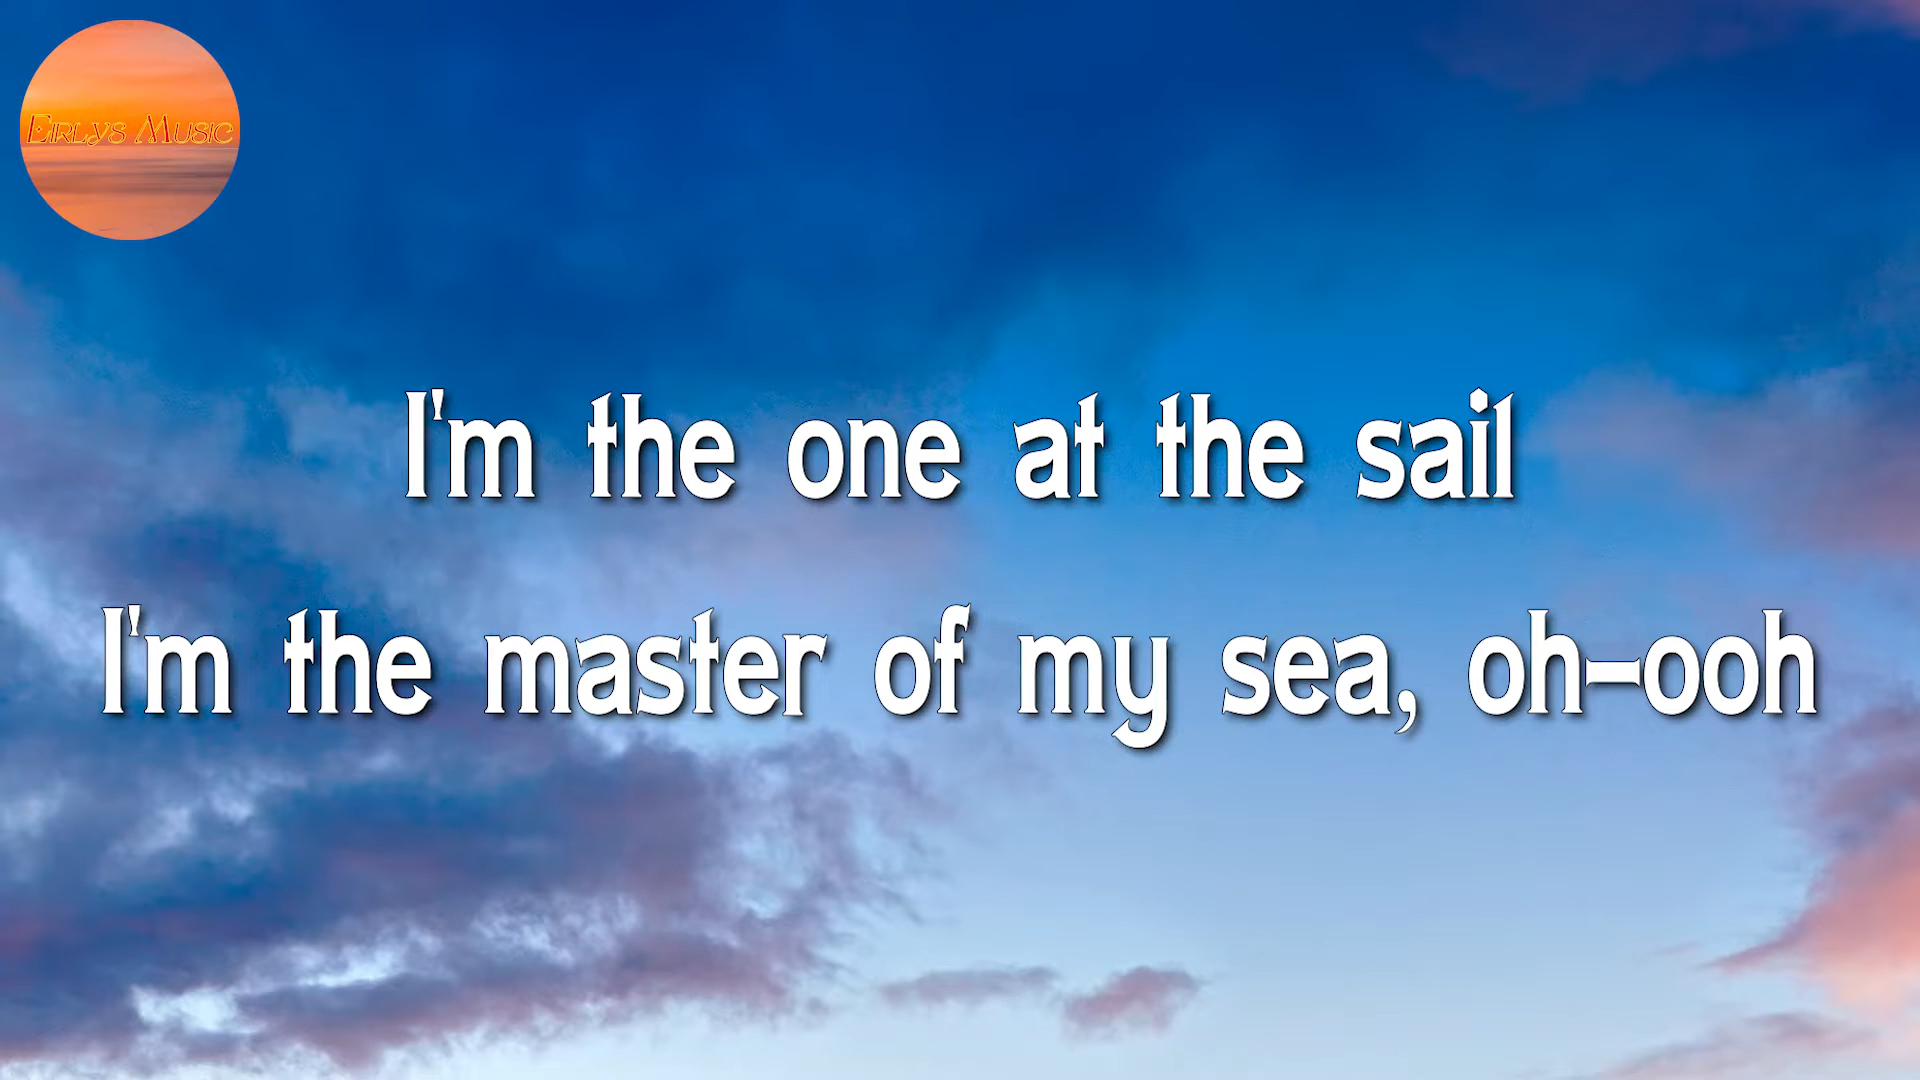 Eirlys Music
I'm the one at the sail
I'm the master of my sea, oh-ooh